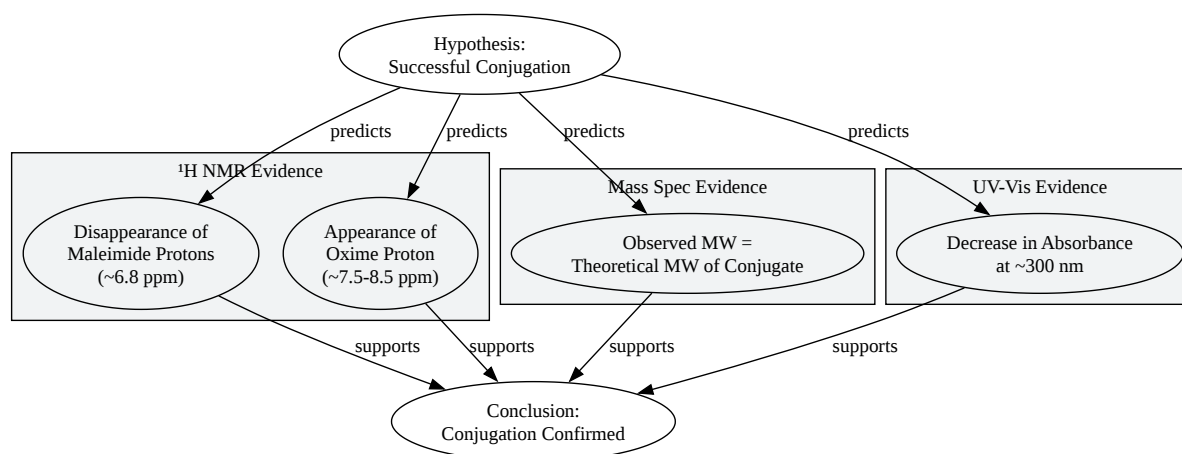 Hypothesis:
Successful Conjugation
predicts
predicts
predicts
predicts
¹H NMR Evidence
Mass Spec Evidence
UV-Vis Evidence
Disappearance of
Maleimide Protons
(~6.8 ppm)
Appearance of
Oxime Proton
(~7.5-8.5 ppm)
Observed MW =
Theoretical MW of Conjugate
Decrease in Absorbance
at ~300 nm
supports
supports
supports
supports
Conclusion:
Conjugation Confirmed